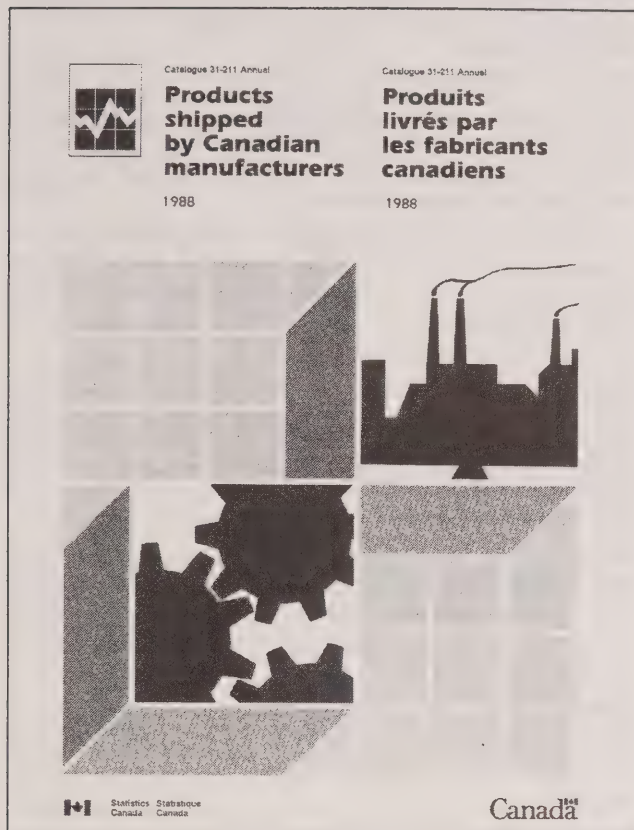 Catalogue 31-211 Annual
Products
shipped
by Canadian
manufacturers
1988
Catalogue 31-211 Annuel
Produits
livrés par
les fabricants
canadiens
1988
Statistics
Canada
Statistique
Canada
Canada